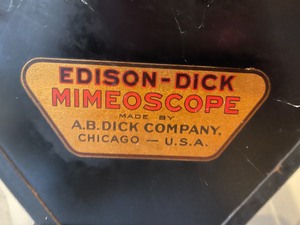 EDISON-DICK
MIMEOSCOPE
MADE BY
A.B. DICK COMPANY,
CHICAGO — U.S.A.